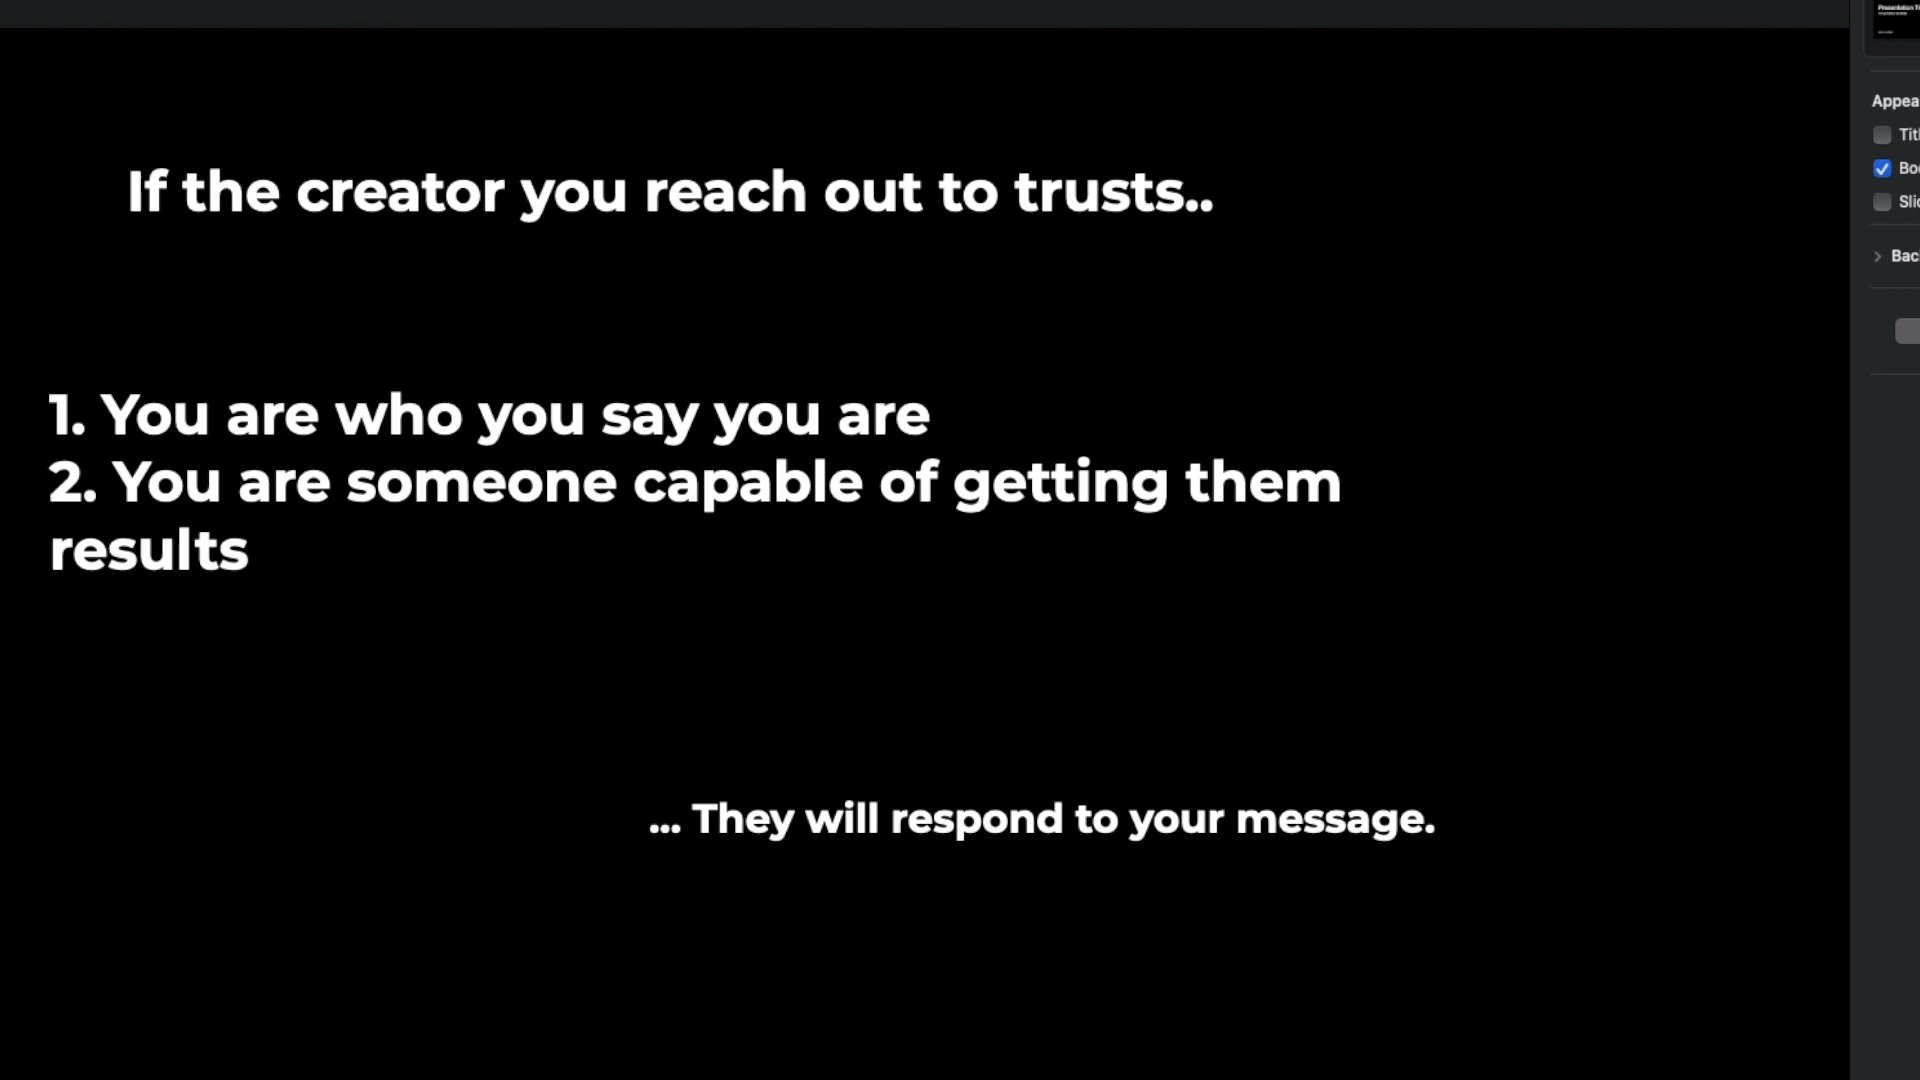 If the creator you reach out to trusts..
1. You are who you say you are
2. You are someone capable of getting them
results
... They will respond to your message.